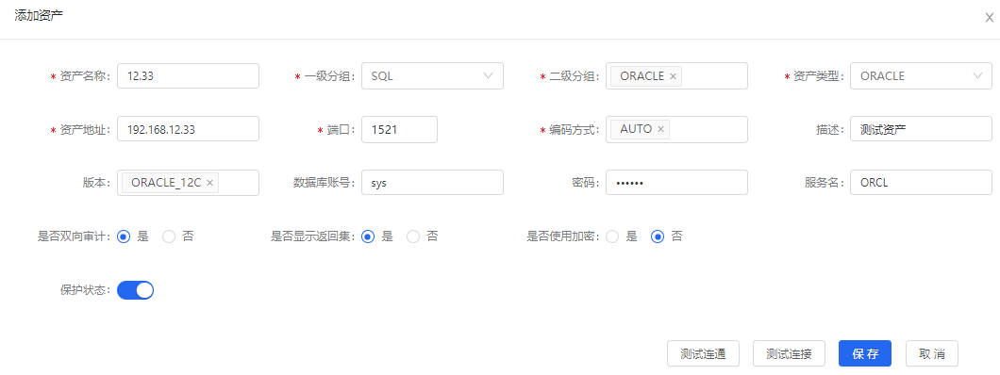 添加资产
* 资产名称: 12.33 * 一级分组: SQL * 二级分组: ORACLE × * 资产类型: ORACLE
* 资产地址: 192.168.12.33 * 端口: 1521 * 编码方式: AUTO × 描述: 测试资产
版本: ORACLE_12C × 数据库账号: sys 密码: •••••• 服务名: ORCL
是否双向审计: 是 否 是否显示返回集: 是 否 是否使用加密: 是 否
保护状态:
测试连通 测试连接 保 存 取 消